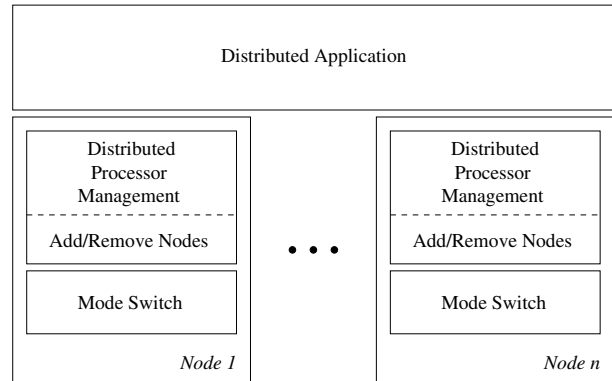 Distributed Application
Distributed
Processor
Management
Add/Remove Nodes
Mode Switch
Node 1
Distributed
Processor
Management
Add/Remove Nodes
Mode Switch
Node n